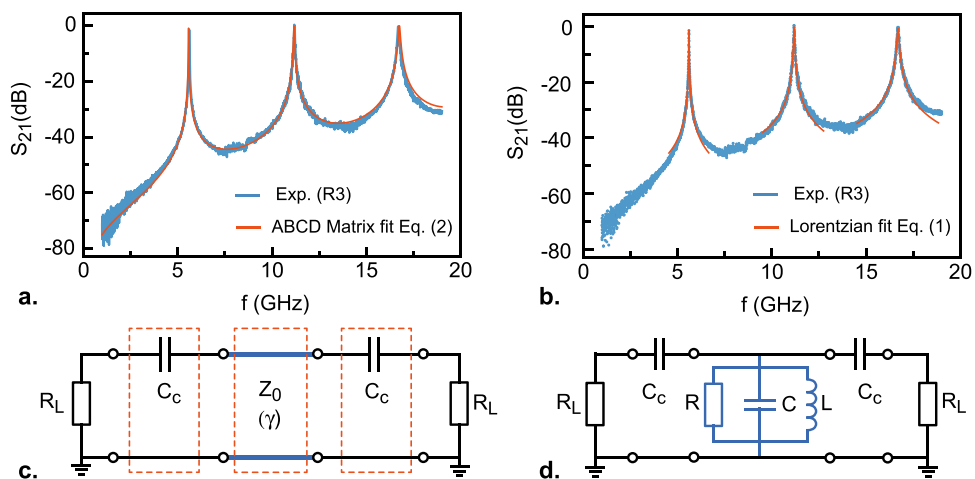 0
-20
-40
-60
-80
S21(dB)
Exp. (R3)
ABCD Matrix fit Eq. (2)
0 5 10 15 20
f (GHz)
a.
0
-20
-40
-60
-80
S21(dB)
Exp. (R3)
Lorentzian fit Eq. (1)
0 5 10 15 20
f (GHz)
b.
RL
Cc
Z0
(γ)
Cc
RL
c.
RL
Cc
R
C
L
Cc
RL
d.